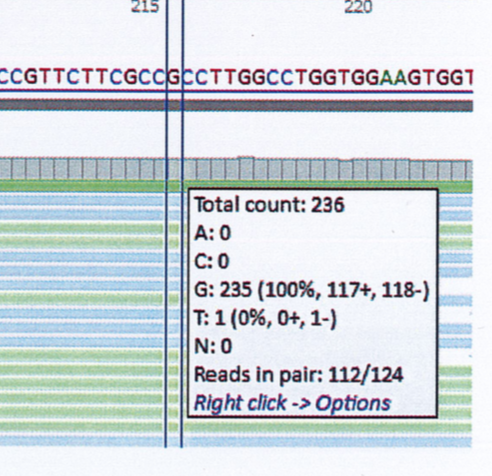 215 220
CCGTTCTTCGCCGCCTTGGCCTGGTGGAAGTGGT
Total count: 236
A: 0
C: 0
G: 235 (100%, 117+, 118-)
T: 1 (0%, 0+, 1-)
N: 0
Reads in pair: 112/124
Right click -> Options